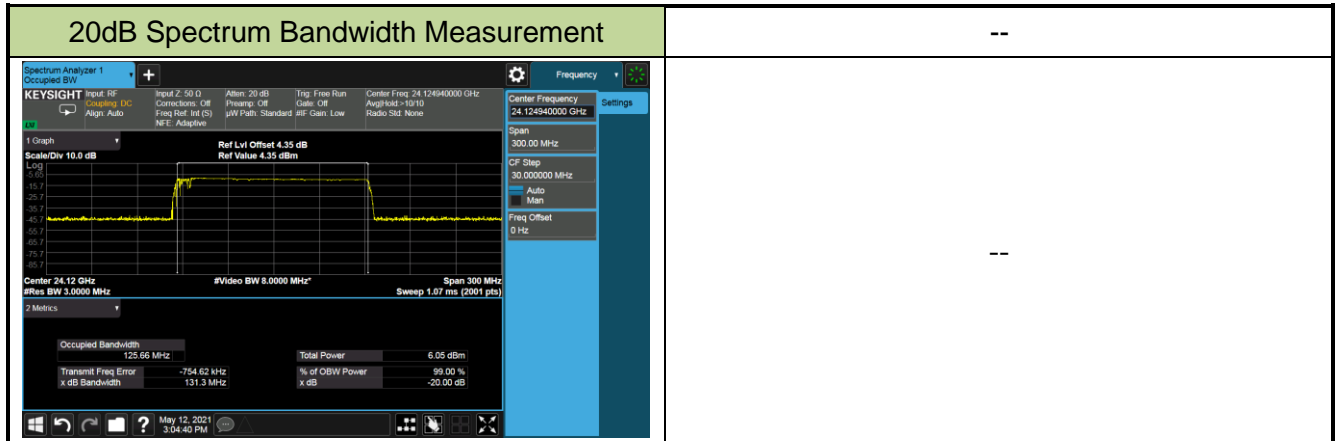 20dB Spectrum Bandwidth Measurement
--
Spectrum Analyzer 1
Occupied BW
Frequency
KEYSIGHT
Input: RF
Coupling: DC
Align: Auto
Input Z: 50 Ω
Corrections: Off
Freq Ref: Int (S)
NFE: Adaptive
Atten: 20 dB
Preamp: Off
µW Path: Standard
Trig: Free Run
Gate: Off
#IF Gain: Low
Center Freq: 24.124940000 GHz
Avg|Hold:>10/10
Radio Std: None
Center Frequency
24.124940000 GHz
Settings
Span
300.00 MHz
CF Step
30.000000 MHz
Auto
Man
Freq Offset
0 Hz
1 Graph
Scale/Div 10.0 dB
Ref Lvl Offset 4.35 dB
Ref Value 4.35 dBm
Log
-5.65
-15.7
-25.7
-35.7
-45.7
-55.7
-65.7
-75.7
-85.7
Center 24.12 GHz
#Res BW 3.0000 MHz
#Video BW 8.0000 MHz*
Span 300 MHz
Sweep 1.07 ms (2001 pts)
--
2 Metrics
Occupied Bandwidth
125.66 MHz
Total Power 6.05 dBm
Transmit Freq Error -754.62 kHz
% of OBW Power 99.00 %
x dB Bandwidth 131.3 MHz
x dB -20.00 dB
?
May 12, 2021
3:04:40 PM